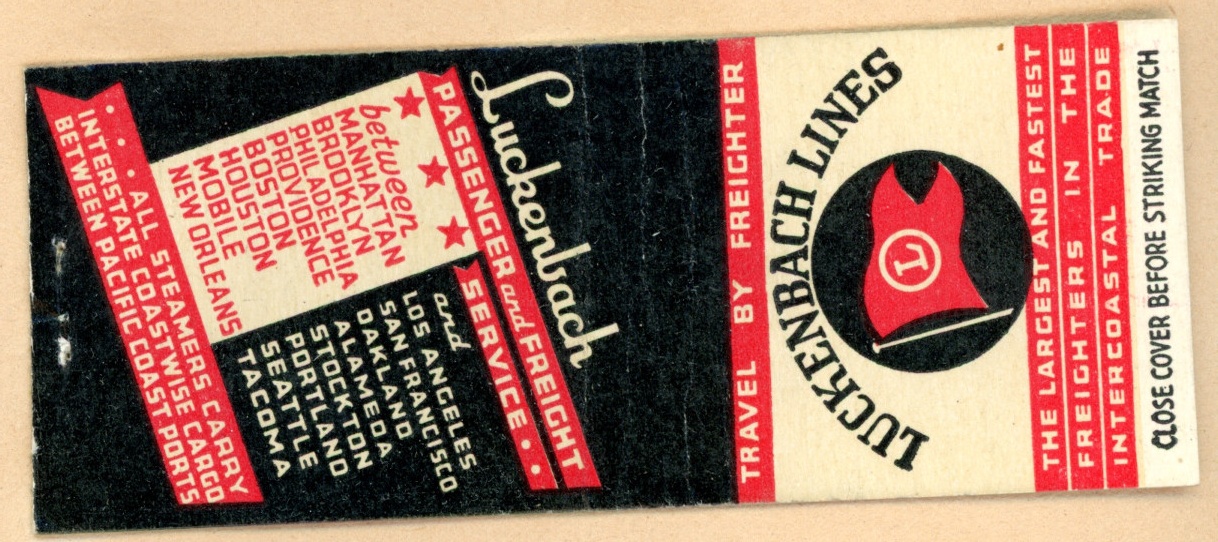 Luckenbach
PASSENGER and FREIGHT
SERVICE
between
MANHATTAN
BROOKLYN
PHILADELPHIA
PROVIDENCE
BOSTON
HOUSTON
MOBILE
NEW ORLEANS
and
LOS ANGELES
SAN FRANCISCO
OAKLAND
ALAMEDA
STOCKTON
PORTLAND
SEATTLE
TACOMA
ALL STEAMERS CARRY
INTERSTATE COASTWISE CARGO
BETWEEN PACIFIC COAST PORTS
TRAVEL BY FREIGHTER
LUCKENBACH LINES
L
THE LARGEST AND FASTEST
FREIGHTERS IN THE
INTERCOASTAL TRADE
CLOSE COVER BEFORE STRIKING MATCH